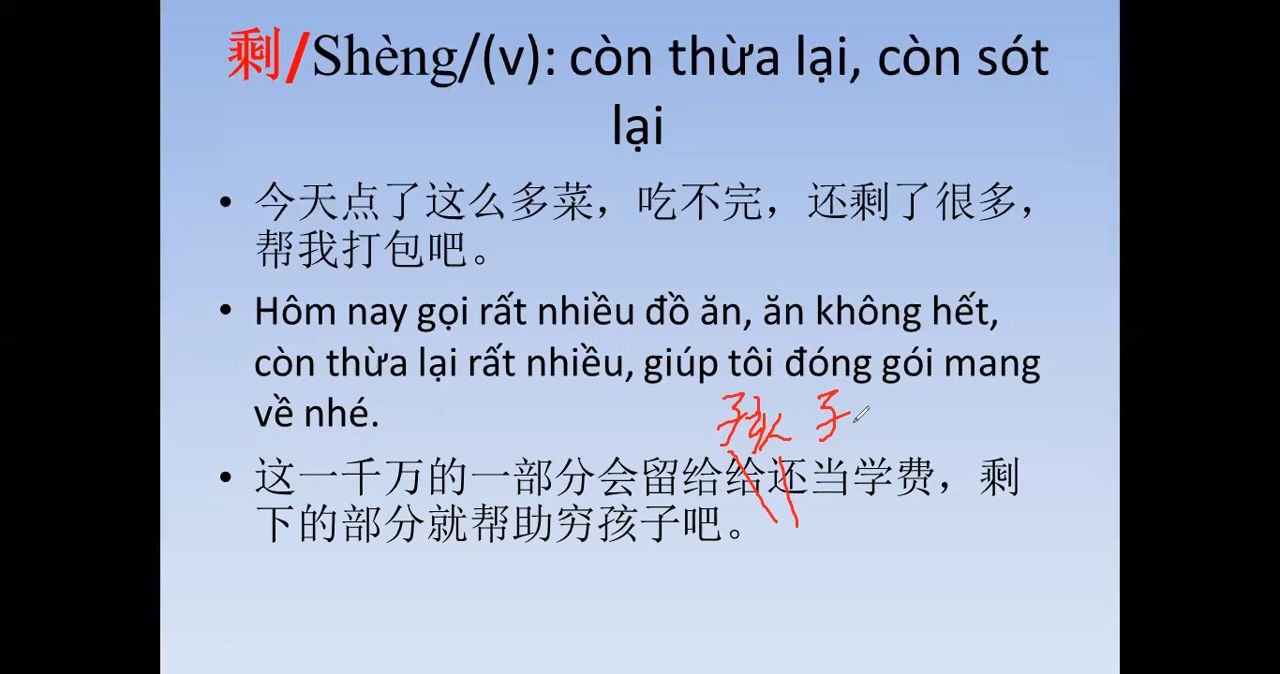 剩/Shèng/(v): còn thừa lại, còn sót
lại
• 今天点了这么多菜，吃不完，还剩了很多，
帮我打包吧。
• Hôm nay gọi rất nhiều đồ ăn, ăn không hết,
còn thừa lại rất nhiều, giúp tôi đóng gói mang
về nhé.
孩子
• 这一千万的一部分会留给给还当学费，剩
下的部分就帮助穷孩子吧。